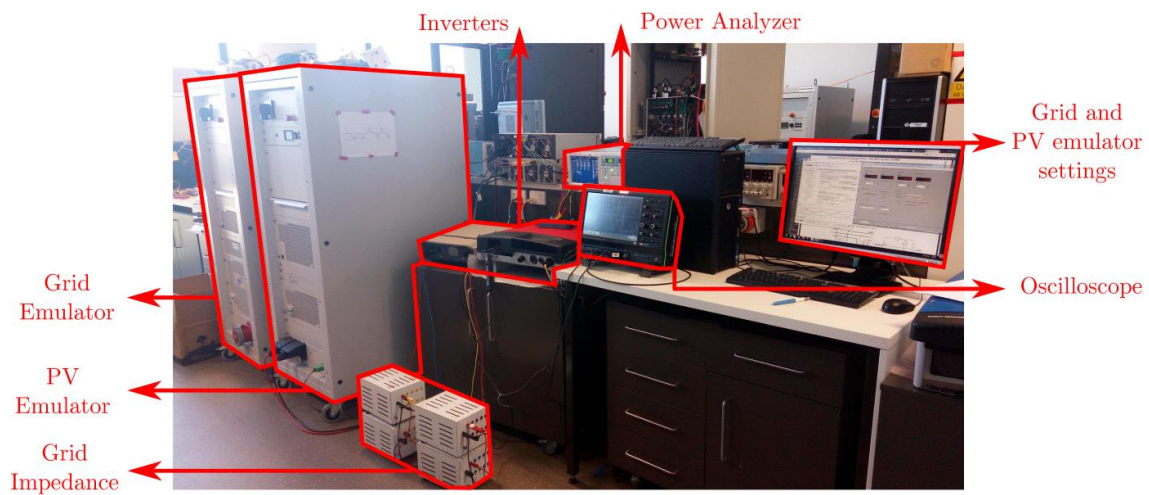 Inverters
Power Analyzer
Grid and
PV emulator
settings
Grid
Emulator
Oscilloscope
PV
Emulator
Grid
Impedance